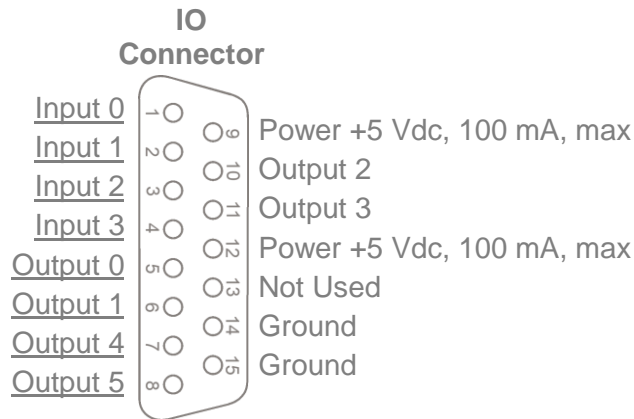 IO
Connector
Input 0
Input 1
Input 2
Input 3
Output 0
Output 1
Output 4
Output 5
1
2
3
4
5
6
7
8
9
10
11
12
13
14
15
Power +5 Vdc, 100 mA, max
Output 2
Output 3
Power +5 Vdc, 100 mA, max
Not Used
Ground
Ground